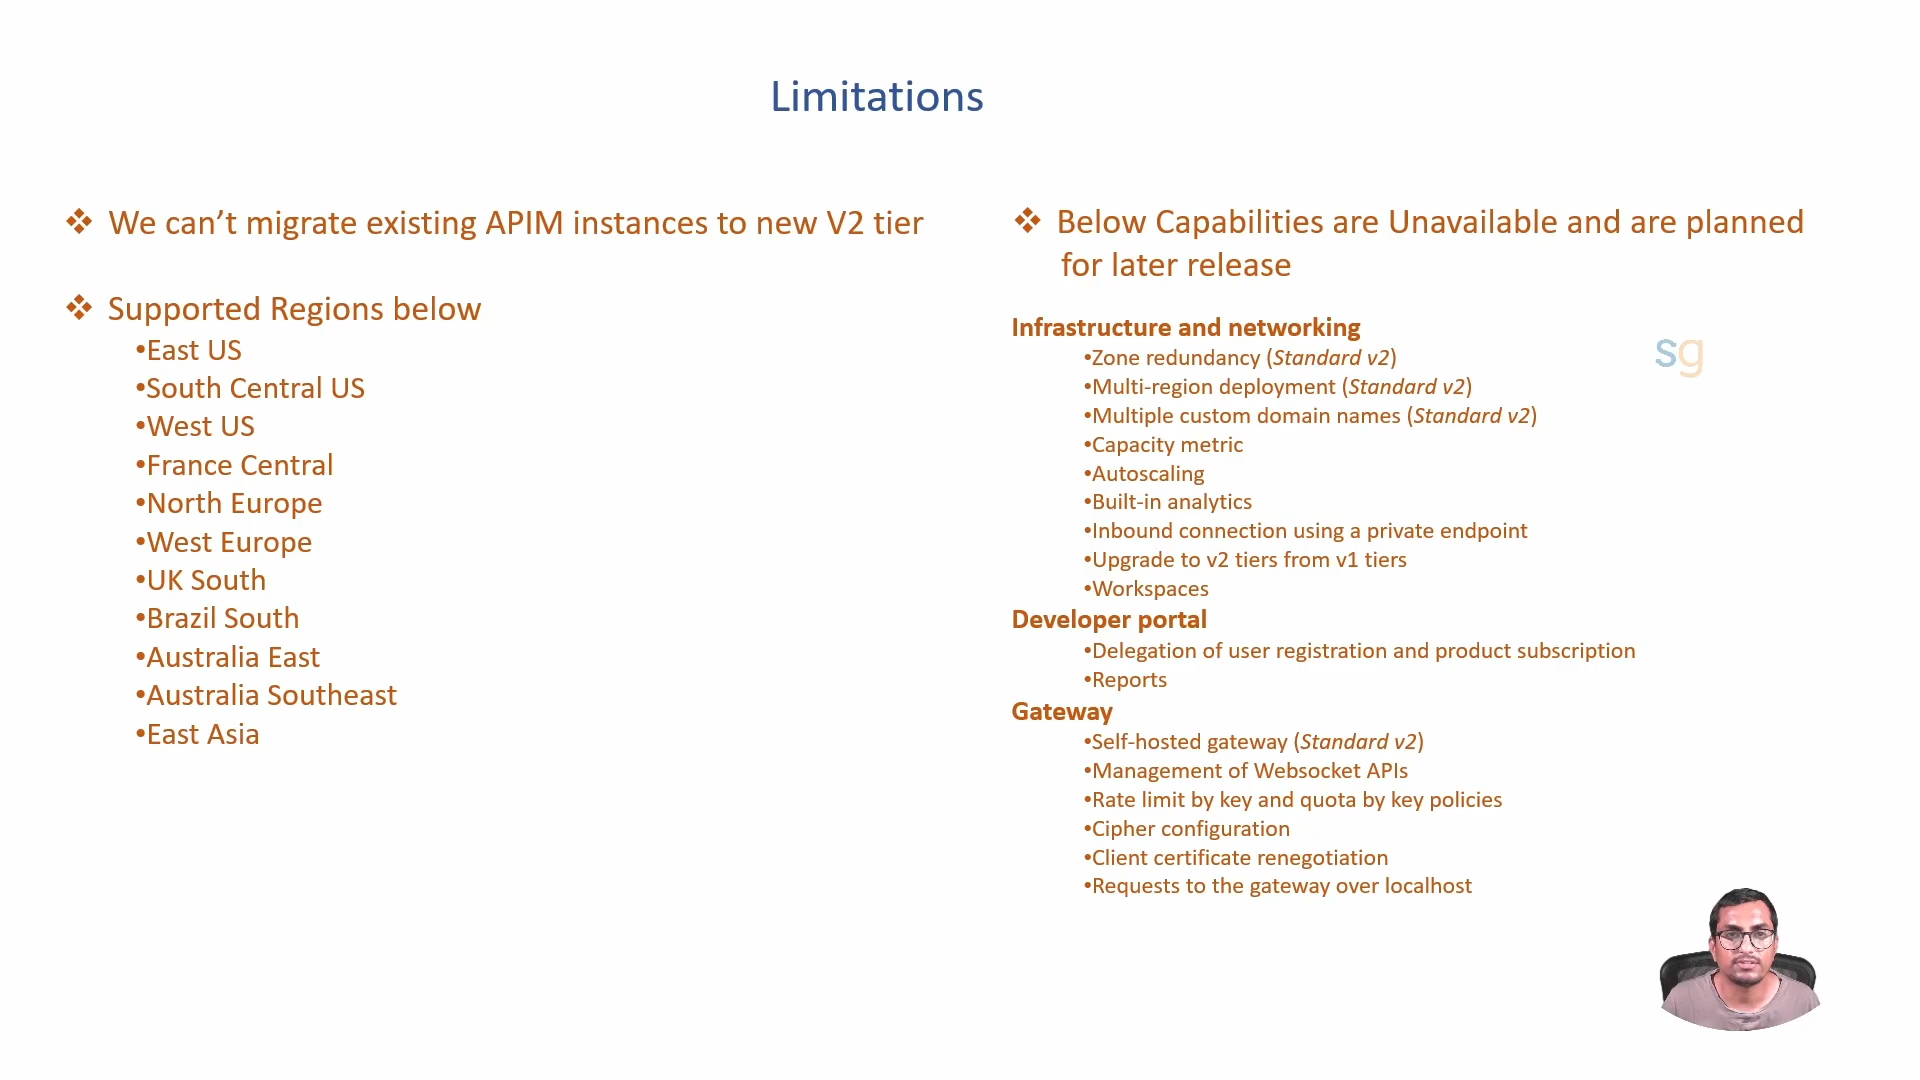 Limitations
❖ We can’t migrate existing APIM instances to new V2 tier
❖ Supported Regions below
•East US
•South Central US
•West US
•France Central
•North Europe
•West Europe
•UK South
•Brazil South
•Australia East
•Australia Southeast
•East Asia
❖ Below Capabilities are Unavailable and are planned
for later release
Infrastructure and networking
•Zone redundancy (Standard v2)
•Multi-region deployment (Standard v2)
•Multiple custom domain names (Standard v2)
•Capacity metric
•Autoscaling
•Built-in analytics
•Inbound connection using a private endpoint
•Upgrade to v2 tiers from v1 tiers
•Workspaces
Developer portal
•Delegation of user registration and product subscription
•Reports
Gateway
•Self-hosted gateway (Standard v2)
•Management of Websocket APIs
•Rate limit by key and quota by key policies
•Cipher configuration
•Client certificate renegotiation
•Requests to the gateway over localhost
sg